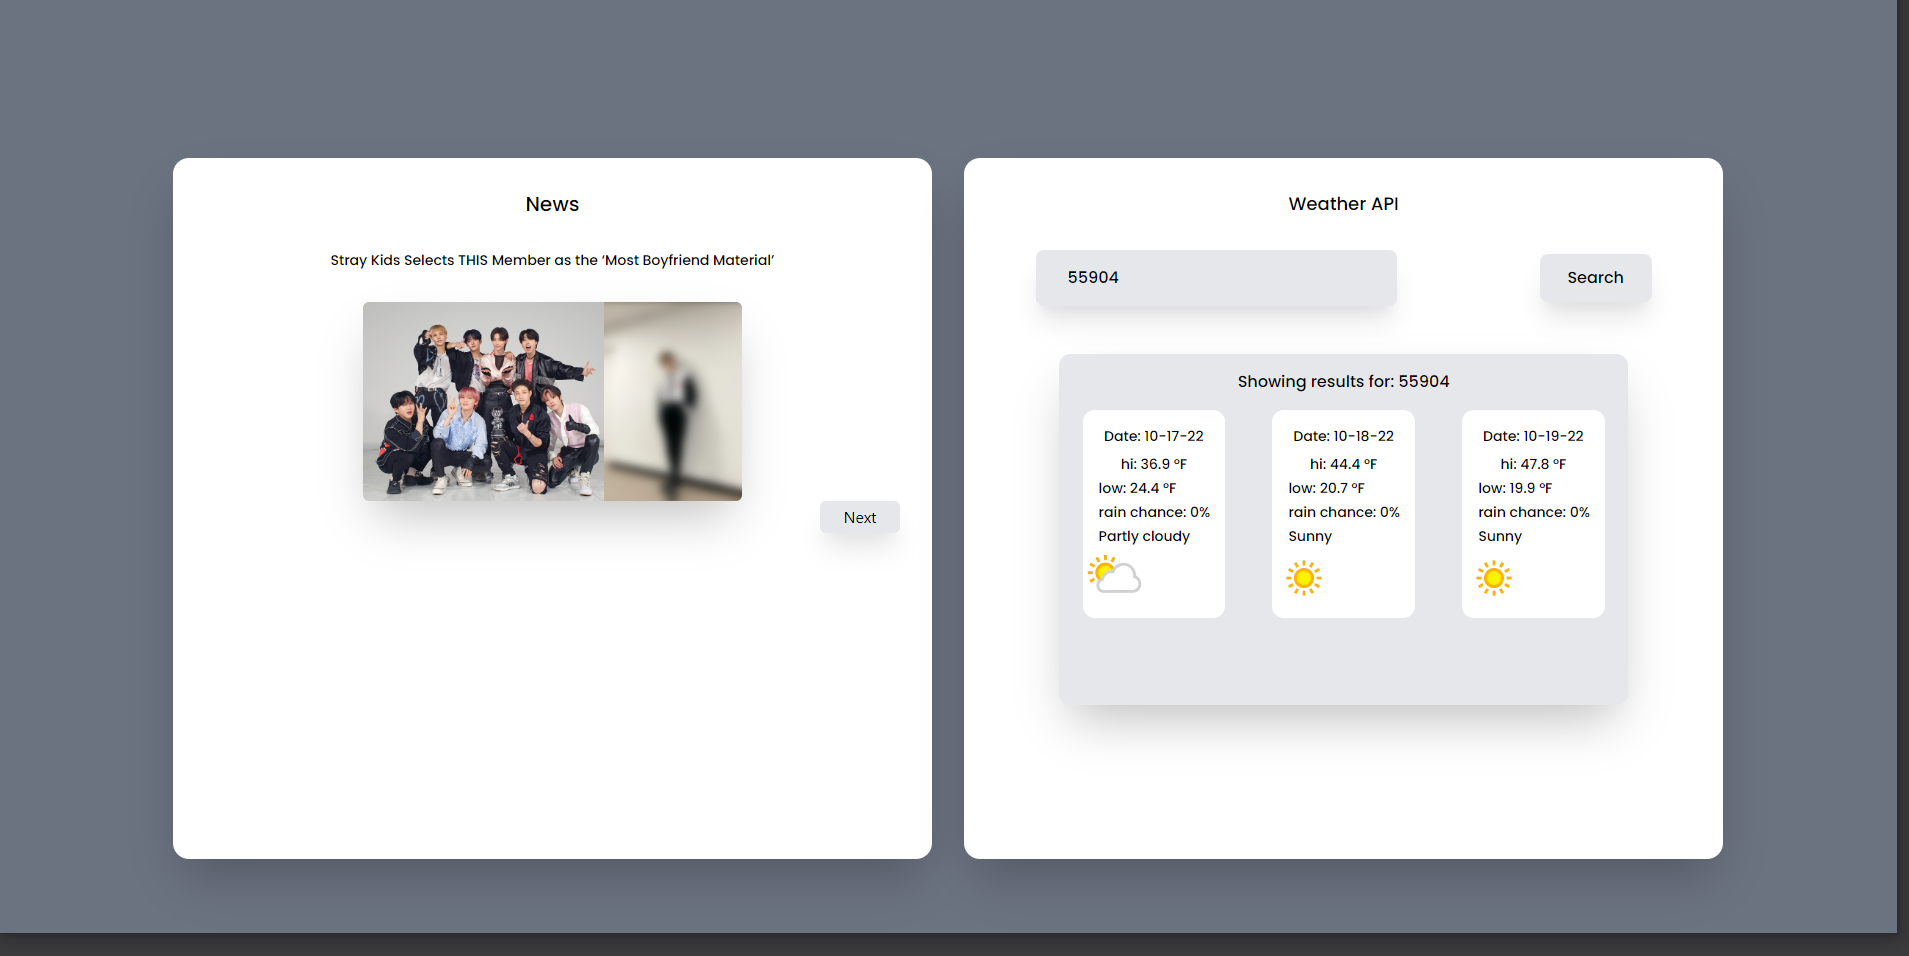 News
Stray Kids Selects THIS Member as the ‘Most Boyfriend Material’
Next
Weather API
55904
Search
Showing results for: 55904
Date: 10-17-22
hi: 36.9 °F
low: 24.4 °F
rain chance: 0%
Partly cloudy
Date: 10-18-22
hi: 44.4 °F
low: 20.7 °F
rain chance: 0%
Sunny
Date: 10-19-22
hi: 47.8 °F
low: 19.9 °F
rain chance: 0%
Sunny